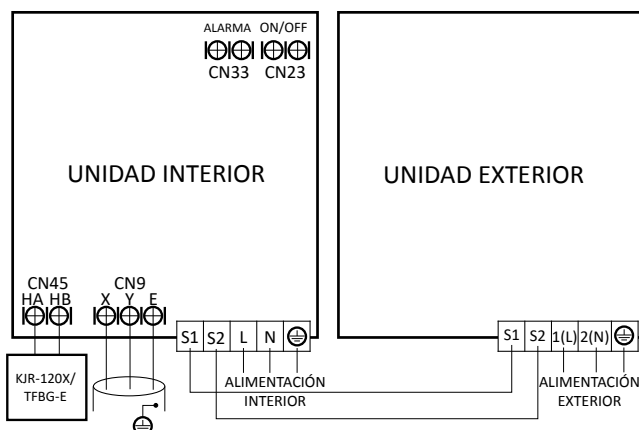 ALARMA ON/OFF
CN33 CN23
UNIDAD INTERIOR
UNIDAD EXTERIOR
CN45 CN9
HA HB X Y E
S1 S2 L N
S1 S2 1(L) 2(N)
KJR-120X/
TFBG-E
ALIMENTACIÓN
INTERIOR
ALIMENTACIÓN
EXTERIOR